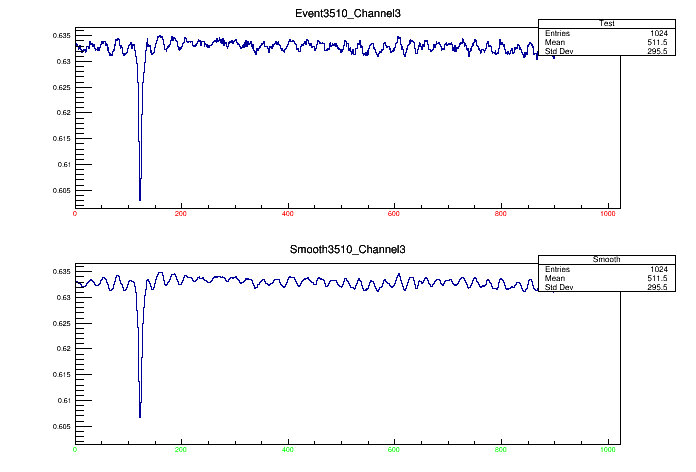 Event3510_Channel3
Test
Entries 1024
Mean 511.5
Std Dev 295.5
0.635
0.63
0.625
0.62
0.615
0.61
0.605
0 200 400 600 800 1000
Smooth3510_Channel3
Smooth
Entries 1024
Mean 511.5
Std Dev 295.5
0.635
0.63
0.625
0.62
0.615
0.61
0.605
0 200 400 600 800 1000